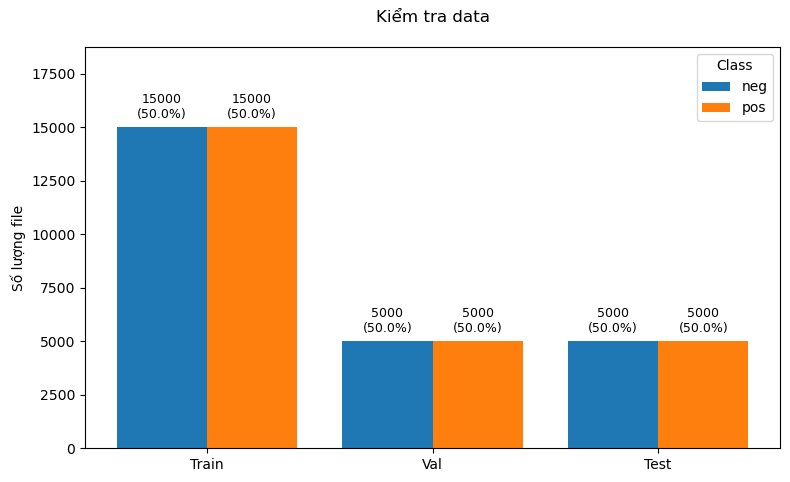 Kiểm tra data
Số lượng file
17500
15000
12500
10000
7500
5000
2500
0
15000
(50.0%)
15000
(50.0%)
5000
(50.0%)
5000
(50.0%)
5000
(50.0%)
5000
(50.0%)
Class
neg
pos
Train
Val
Test